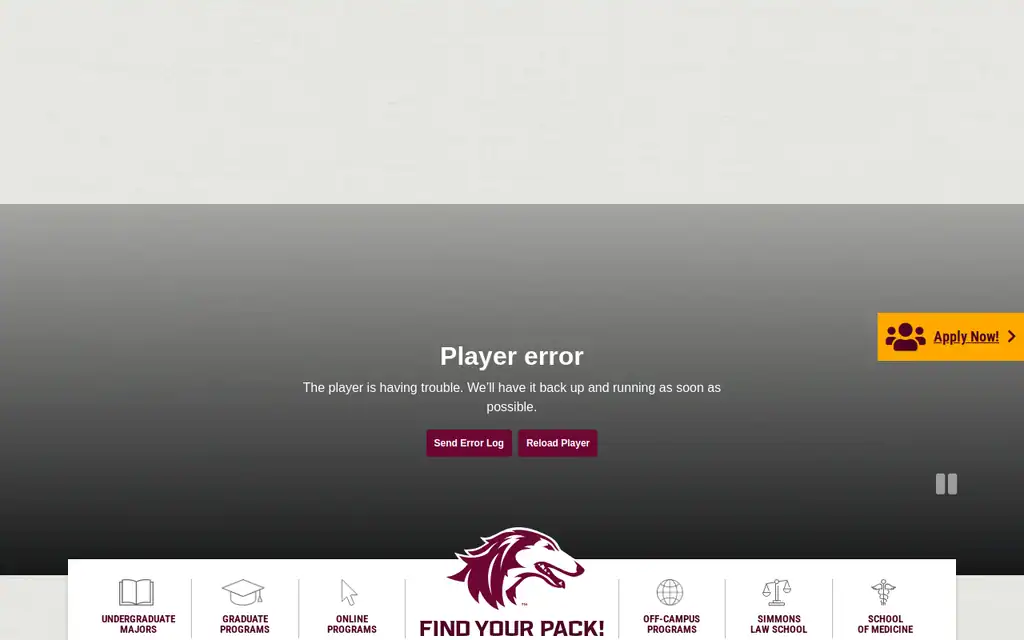 Apply Now!
Player error
The player is having trouble. We'll have it back up and running as soon as
possible.
Send Error Log
Reload Player
UNDERGRADUATE
MAJORS
GRADUATE
PROGRAMS
ONLINE
PROGRAMS
™
FIND YOUR PACK!
OFF-CAMPUS
PROGRAMS
SIMMONS
LAW SCHOOL
SCHOOL
OF MEDICINE